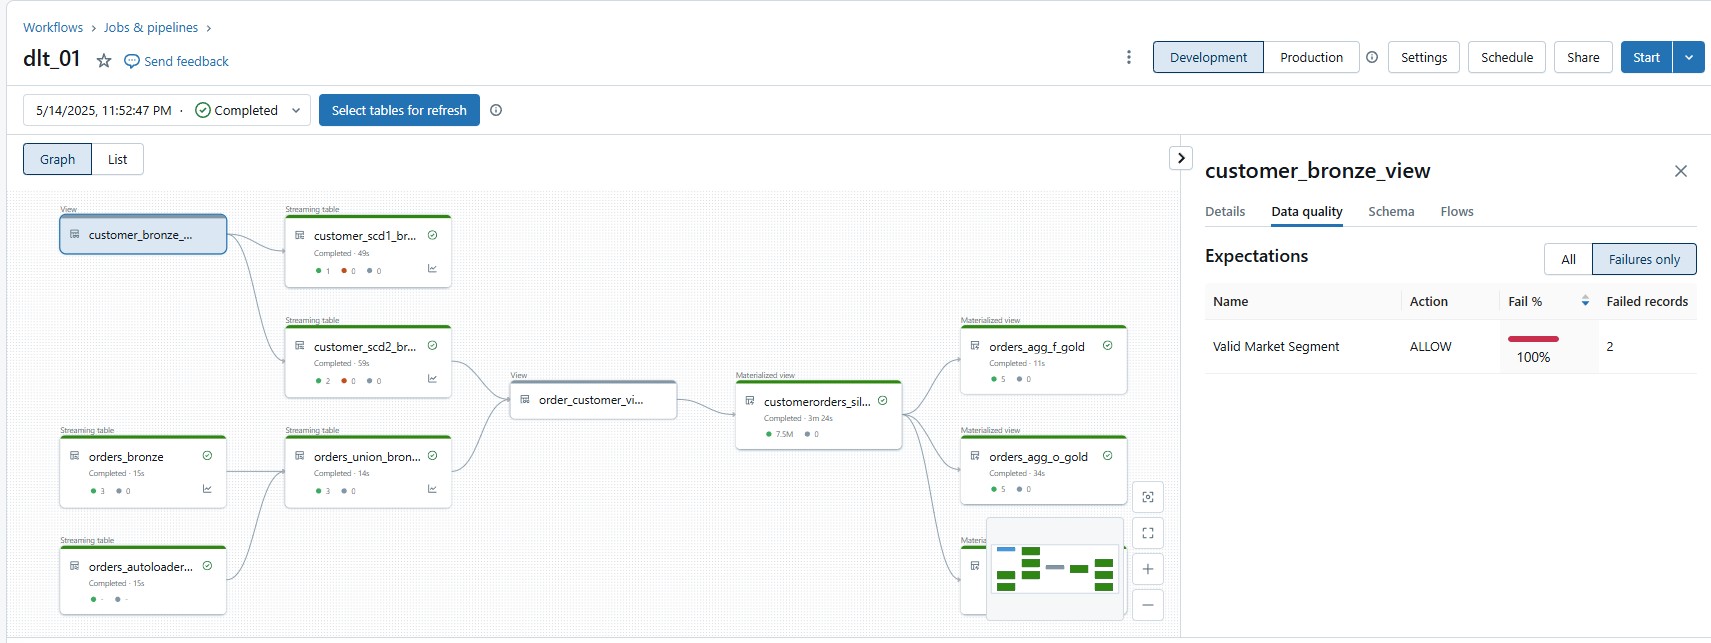 Workflows > Jobs & pipelines >
dlt_01 Send feedback
Development Production Settings Schedule Share Start
5/14/2025, 11:52:47 PM · Completed
Select tables for refresh
Graph List
View
customer_bronze_...
Streaming table
customer_scd1_br...
Completed · 49s
1 0 0
Streaming table
customer_scd2_br...
Completed · 59s
2 0 0
Streaming table
orders_bronze
Completed · 15s
3 0
Streaming table
orders_union_bron...
Completed · 14s
3 0
Streaming table
orders_autoloader...
Completed · 15s
- -
View
order_customer_vi...
Materialized view
customerorders_sil...
Completed · 3m 24s
7.5M 0
Materialized view
orders_agg_f_gold
Completed · 11s
5 0
Materialized view
orders_agg_o_gold
Completed · 34s
5 0
Materia
customer_bronze_view
Details Data quality Schema Flows
Expectations
All Failures only
Name Action Fail % Failed records
Valid Market Segment ALLOW 100% 2